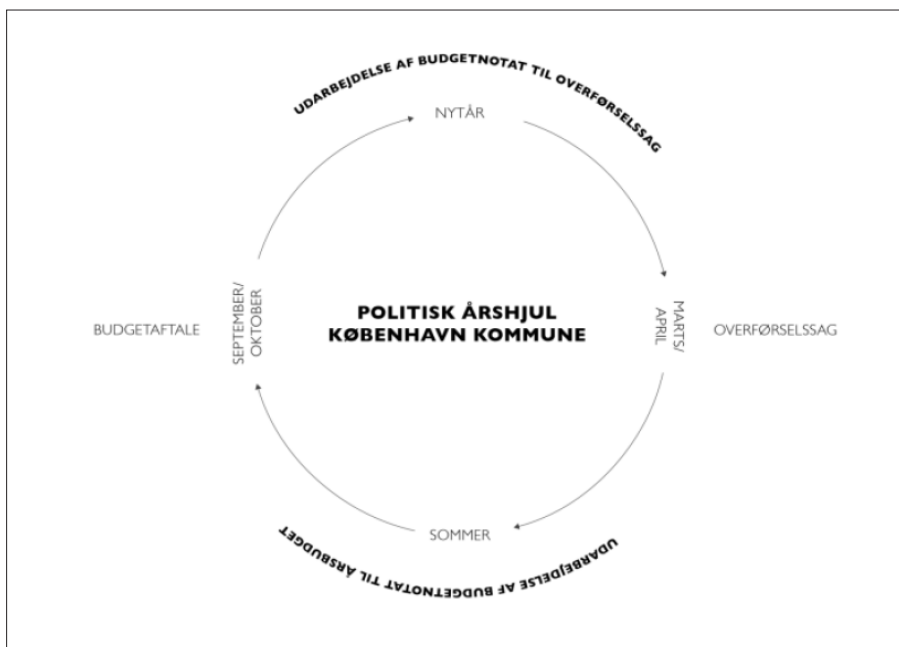 UDARBEJDELSE AF BUDGETNOTAT TIL OVERFØRSELSSAG
NYTÅR
SEPTEMBER/
OKTOBER
BUDGETAFTALE
POLITISK ÅRSHJUL
KØBENHAVN KOMMUNE
MARTS/
APRIL
OVERFØRSELSSAG
SOMMER
UDARBEJDELSE AF BUDGETNOTAT TIL ÅRSBUDGET